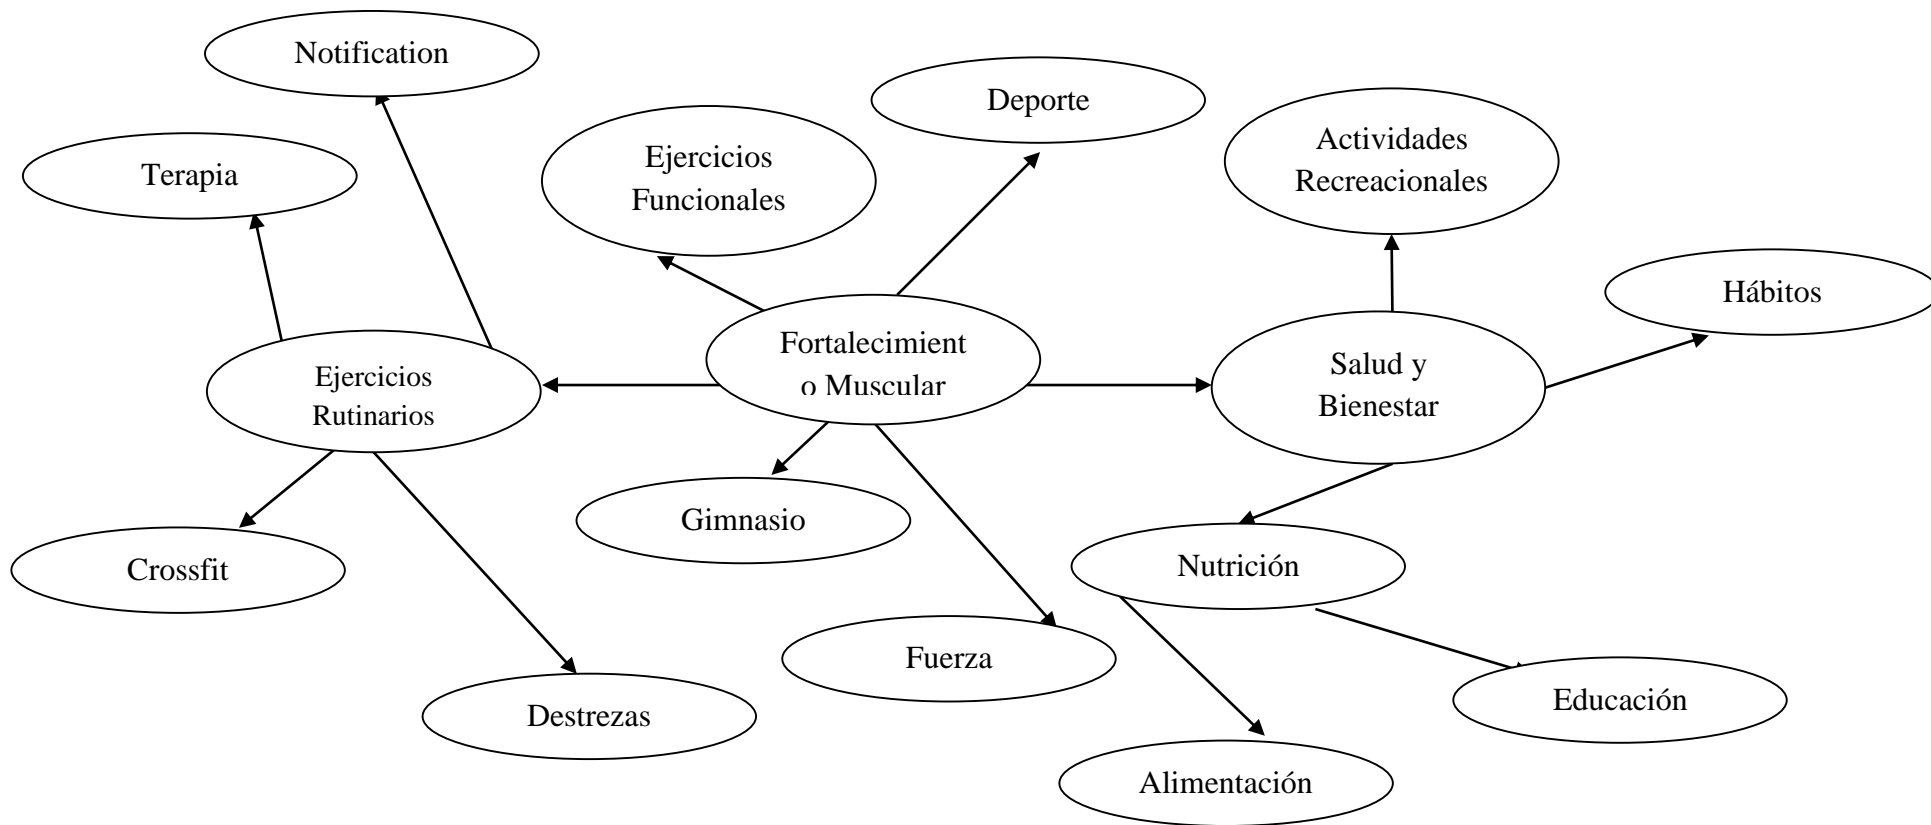 Notification
Deporte
Actividades
Recreacionales
Ejercicios
Funcionales
Terapia
Hábitos
Fortalecimient
o Muscular
Salud y
Bienestar
Ejercicios
Rutinarios
Gimnasio
Nutrición
Crossfit
Fuerza
Educación
Destrezas
Alimentación